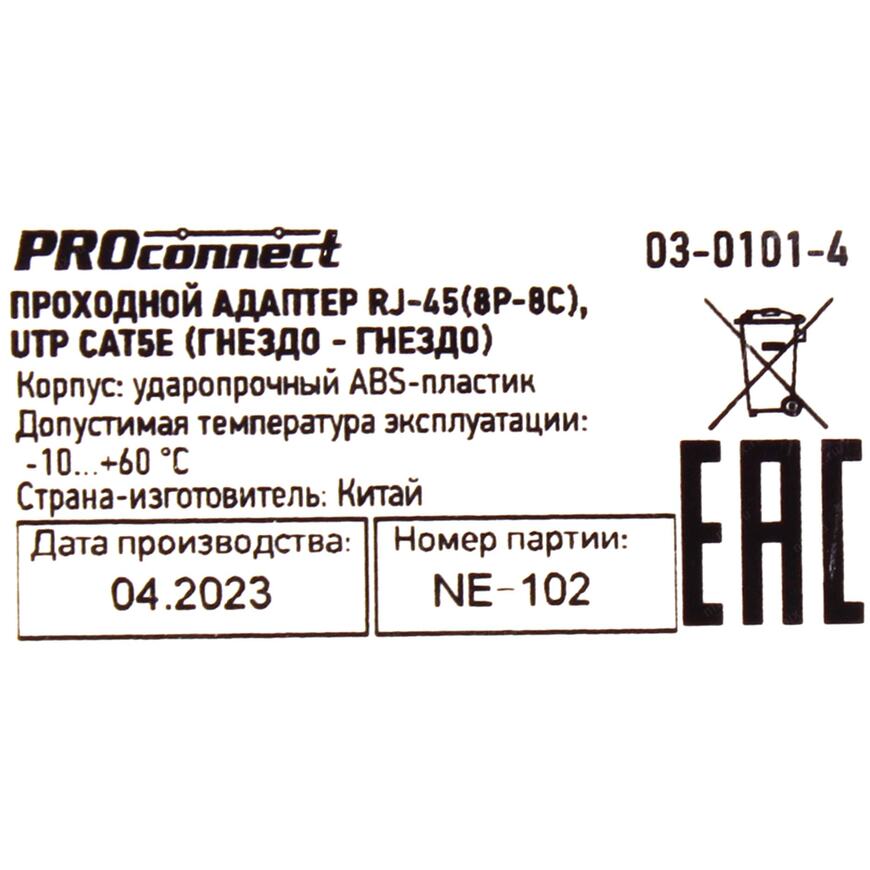 PROconnect 03-0101-4
ПРОХОДНОЙ АДАПТЕР RJ-45(8P-8C),
UTP CAT5E (ГНЕЗДО - ГНЕЗДО)
Корпус: ударопрочный ABS-пластик
Допустимая температура эксплуатации:
-10...+60 °C
Страна-изготовитель: Китай
Дата производства: Номер партии:
04.2023 NE-102
EAC